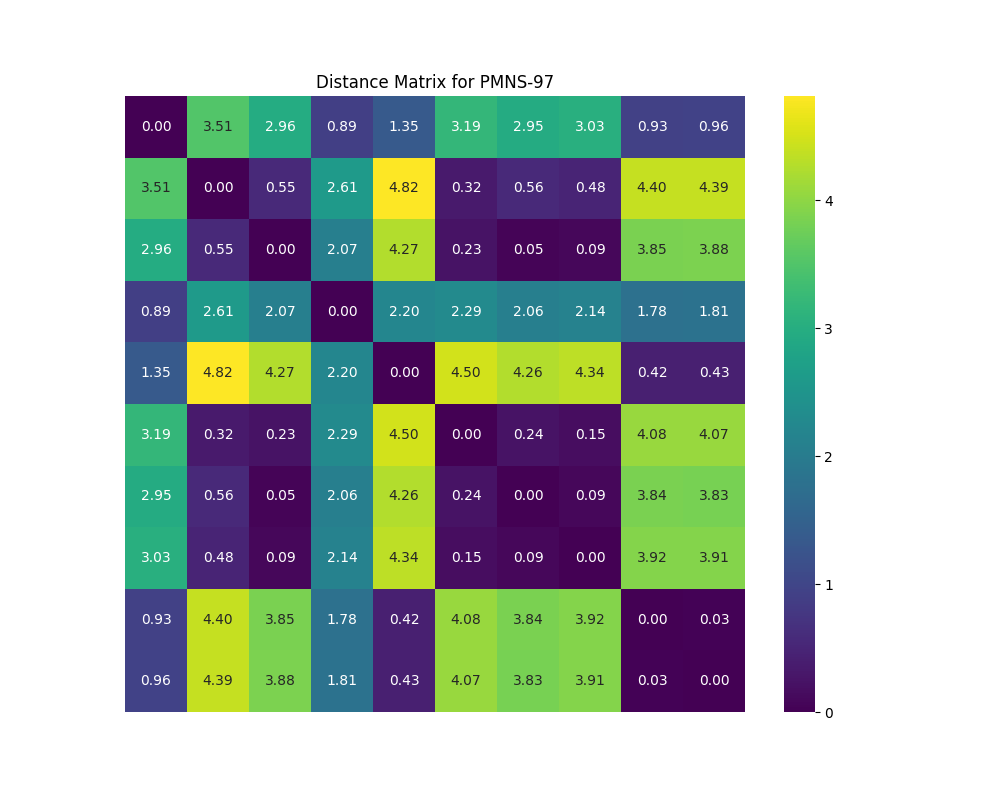 Distance Matrix for PMNS-97
0.00 3.51 2.96 0.89 1.35 3.19 2.95 3.03 0.93 0.96
3.51 0.00 0.55 2.61 4.82 0.32 0.56 0.48 4.40 4.39
2.96 0.55 0.00 2.07 4.27 0.23 0.05 0.09 3.85 3.88
0.89 2.61 2.07 0.00 2.20 2.29 2.06 2.14 1.78 1.81
1.35 4.82 4.27 2.20 0.00 4.50 4.26 4.34 0.42 0.43
3.19 0.32 0.23 2.29 4.50 0.00 0.24 0.15 4.08 4.07
2.95 0.56 0.05 2.06 4.26 0.24 0.00 0.09 3.84 3.83
3.03 0.48 0.09 2.14 4.34 0.15 0.09 0.00 3.92 3.91
0.93 4.40 3.85 1.78 0.42 4.08 3.84 3.92 0.00 0.03
0.96 4.39 3.88 1.81 0.43 4.07 3.83 3.91 0.03 0.00
4
3
2
1
0